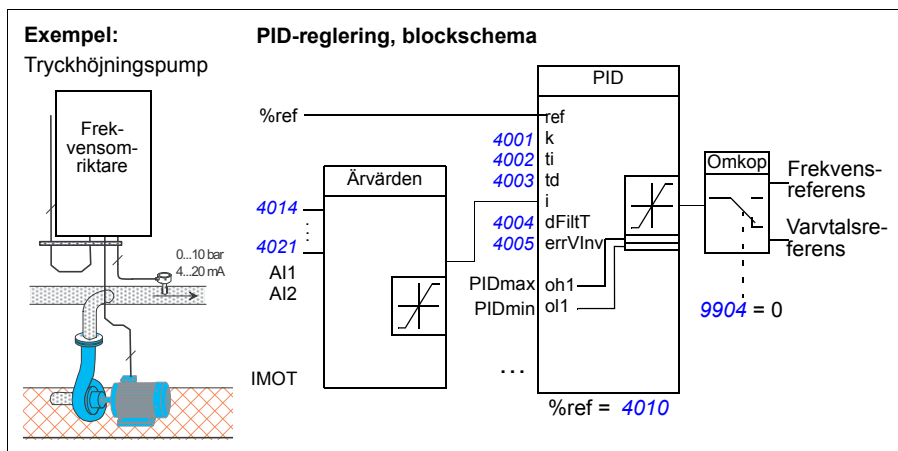 Exempel:
Tryckhöjningspump
Frek-
vensom-
riktare
0...10 bar
4...20 mA
PID-reglering, blockschema
%ref
Ärvärden
4014
4021
AI1
AI2
IMOT
PID
ref
4001 k
4002 ti
4003 td
i
4004 dFiltT
4005 errVInv
PIDmax oh1
PIDmin ol1
...
%ref = 4010
Omkop
Frekvens-
referens
Varvtalsre-
ferens
9904 = 0